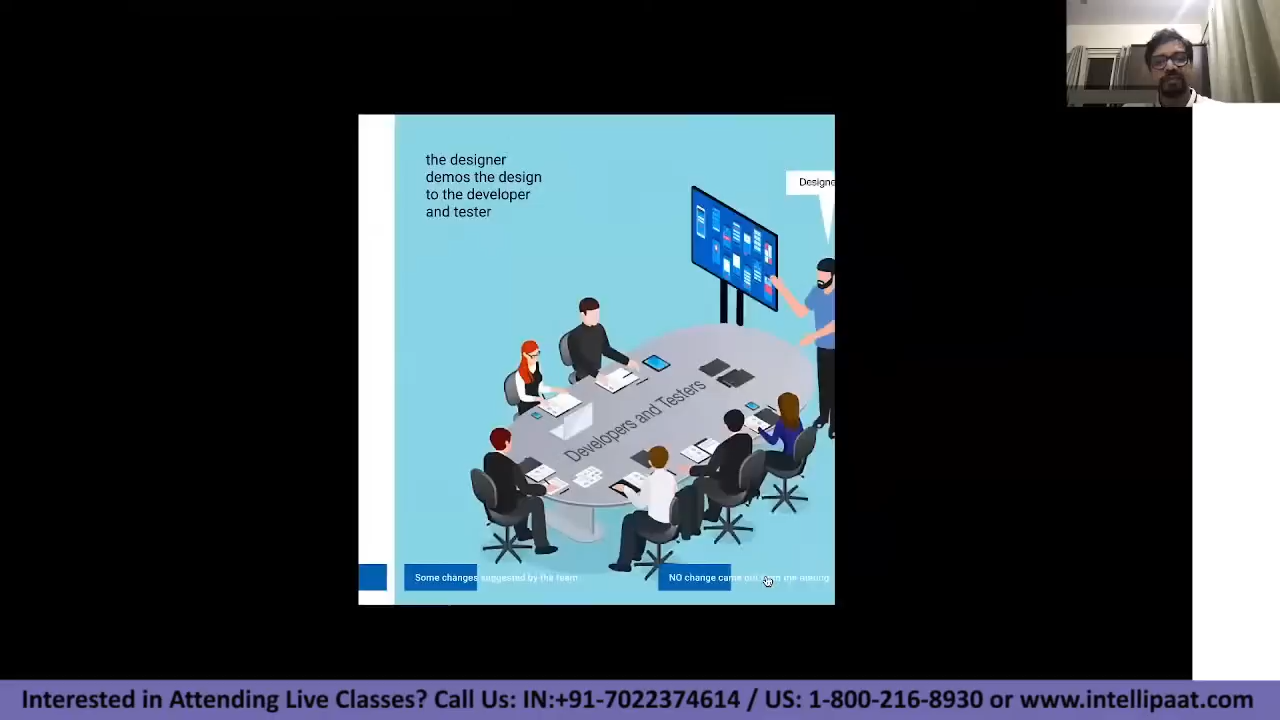 the designer
demos the design
to the developer
and tester
Designe
Developers and Testers
Some changes suggested by the team
NO change came out from the
Interested in Attending Live Classes? Call Us: IN:+91-7022374614 / US: 1-800-216-8930 or www.intellipaat.com